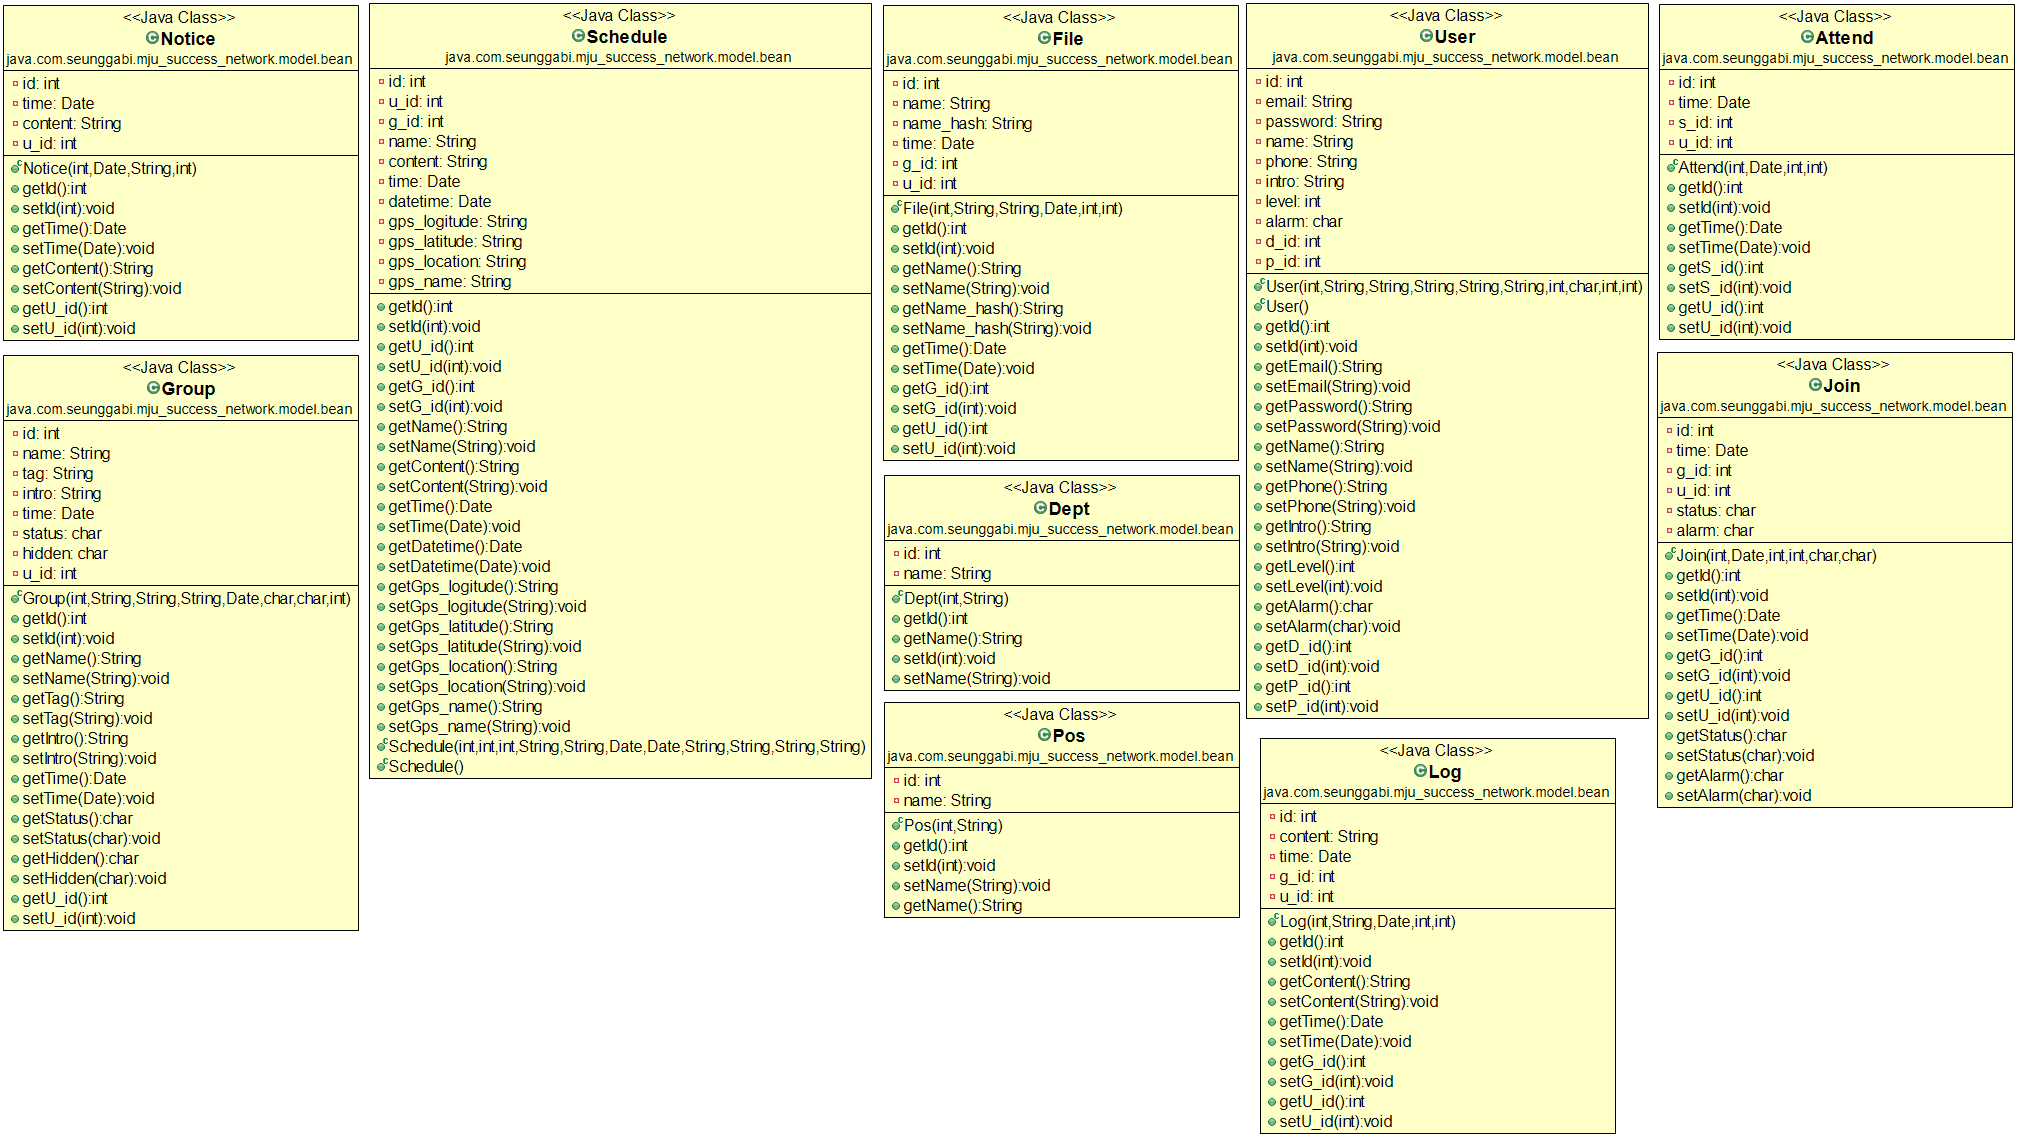 <<Java Class>>
Notice
java.com.seunggabi.mju_success_network.model.bean
id: int
time: Date
content: String
u_id: int
Notice(int,Date,String,int)
getId():int
setId(int):void
getTime():Date
setTime(Date):void
getContent():String
setContent(String):void
getU_id():int
setU_id(int):void
<<Java Class>>
Group
java.com.seunggabi.mju_success_network.model.bean
id: int
name: String
tag: String
intro: String
time: Date
status: char
hidden: char
u_id: int
Group(int,String,String,String,Date,char,char,int)
getId():int
setId(int):void
getName():String
setName(String):void
getTag():String
setTag(String):void
getIntro():String
setIntro(String):void
getTime():Date
setTime(Date):void
getStatus():char
setStatus(char):void
getHidden():char
setHidden(char):void
getU_id():int
setU_id(int):void
<<Java Class>>
Schedule
java.com.seunggabi.mju_success_network.model.bean
id: int
u_id: int
g_id: int
name: String
content: String
time: Date
datetime: Date
gps_logitude: String
gps_latitude: String
gps_location: String
gps_name: String
getId():int
setId(int):void
getU_id():int
setU_id(int):void
getG_id():int
setG_id(int):void
getName():String
setName(String):void
getContent():String
setContent(String):void
getTime():Date
setTime(Date):void
getDatetime():Date
setDatetime(Date):void
getGps_logitude():String
setGps_logitude(String):void
getGps_latitude():String
setGps_latitude(String):void
getGps_location():String
setGps_location(String):void
getGps_name():String
setGps_name(String):void
Schedule(int,int,int,String,String,Date,Date,String,String,String,String)
Schedule()
<<Java Class>>
File
java.com.seunggabi.mju_success_network.model.bean
id: int
name: String
name_hash: String
time: Date
g_id: int
u_id: int
File(int,String,String,Date,int,int)
getId():int
setId(int):void
getName():String
setName(String):void
getName_hash():String
setName_hash(String):void
getTime():Date
setTime(Date):void
getG_id():int
setG_id(int):void
getU_id():int
setU_id(int):void
<<Java Class>>
Dept
java.com.seunggabi.mju_success_network.model.bean
id: int
name: String
Dept(int,String)
getId():int
getName():String
setId(int):void
setName(String):void
<<Java Class>>
Pos
java.com.seunggabi.mju_success_network.model.bean
id: int
name: String
Pos(int,String)
getId():int
setId(int):void
setName(String):void
getName():String
<<Java Class>>
User
java.com.seunggabi.mju_success_network.model.bean
id: int
email: String
password: String
name: String
phone: String
intro: String
level: int
alarm: char
d_id: int
p_id: int
User(int,String,String,String,String,String,int,char,int,int)
User()
getId():int
setId(int):void
getEmail():String
setEmail(String):void
getPassword():String
setPassword(String):void
getName():String
setName(String):void
getPhone():String
setPhone(String):void
getIntro():String
setIntro(String):void
getLevel():int
setLevel(int):void
getAlarm():char
setAlarm(char):void
getD_id():int
setD_id(int):void
getP_id():int
setP_id(int):void
<<Java Class>>
Log
java.com.seunggabi.mju_success_network.model.bean
id: int
content: String
time: Date
g_id: int
u_id: int
Log(int,String,Date,int,int)
getId():int
setId(int):void
getContent():String
setContent(String):void
getTime():Date
setTime(Date):void
getG_id():int
setG_id(int):void
getU_id():int
setU_id(int):void
<<Java Class>>
Attend
java.com.seunggabi.mju_success_network.model.bean
id: int
time: Date
s_id: int
u_id: int
Attend(int,Date,int,int)
getId():int
setId(int):void
getTime():Date
setTime(Date):void
getS_id():int
setS_id(int):void
getU_id():int
setU_id(int):void
<<Java Class>>
Join
java.com.seunggabi.mju_success_network.model.bean
id: int
time: Date
g_id: int
u_id: int
status: char
alarm: char
Join(int,Date,int,int,char,char)
getId():int
setId(int):void
getTime():Date
setTime(Date):void
getG_id():int
setG_id(int):void
getU_id():int
setU_id(int):void
getStatus():char
setStatus(char):void
getAlarm():char
setAlarm(char):void